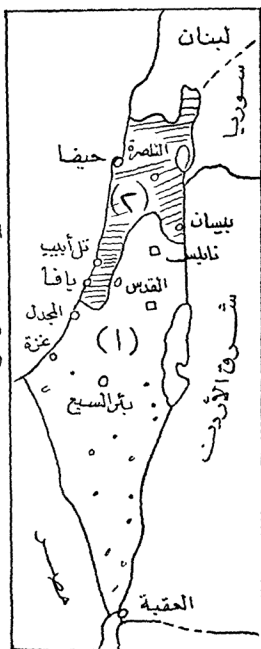 لبنان
سوريا
حيفا
الناصرة
(٢)
بيسان
نابلس
تل أبيب
يافا
القدس
المجدل
(١)
غزة
بئر السبع
شرق الأردن
مصر
العقبة